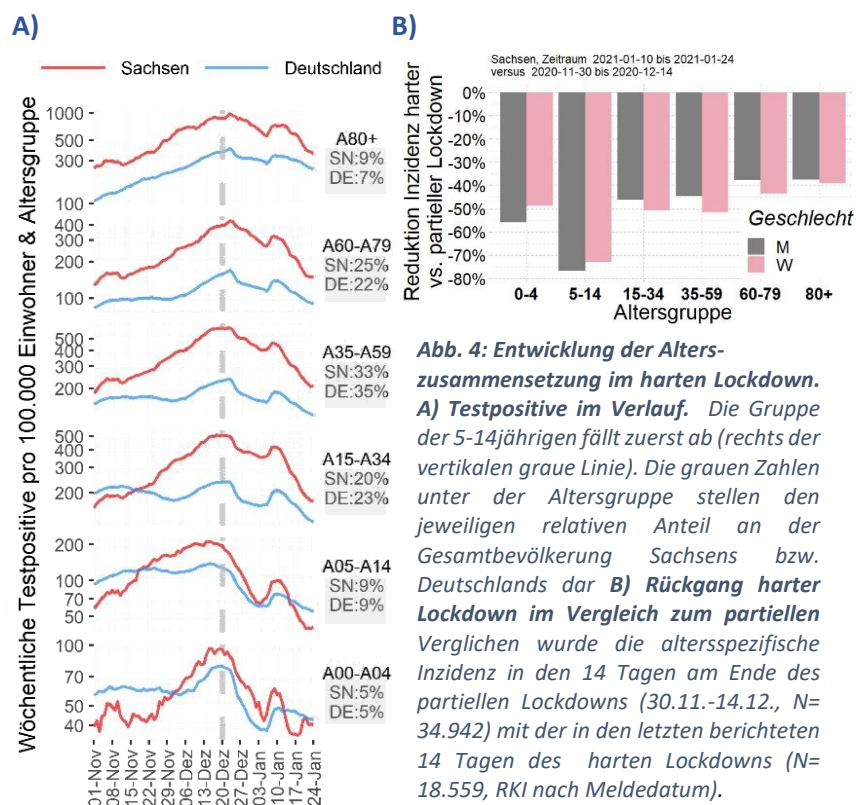 A)
Sachsen
Deutschland
Wöchentliche Testpositive pro 100.000 Einwohner & Altersgruppe
1000
500
300
100
A80+
SN:9%
DE:7%
400
300
200
100
A60-A79
SN:25%
DE:22%
500
400
300
200
A35-A59
SN:33%
DE:35%
500
400
300
200
A15-A34
SN:20%
DE:23%
200
100
70
50
A05-A14
SN:9%
DE:9%
100
70
50
40
A00-A04
SN:5%
DE:5%
01-Nov
08-Nov
15-Nov
22-Nov
29-Nov
06-Dez
13-Dez
20-Dez
27-Dez
03-Jan
10-Jan
17-Jan
24-Jan
B)
Sachsen, Zeitraum 2021-01-10 bis 2021-01-24
versus 2020-11-30 bis 2020-12-14
Reduktion Inzidenz harter
vs. partieller Lockdown
0%
-10%
-20%
-30%
-40%
-50%
-60%
-70%
-80%
Geschlecht
M
W
0-4 5-14 15-34 35-59 60-79 80+
Altersgruppe
Abb. 4: Entwicklung der Alters-
zusammensetzung im harten Lockdown.
A) Testpositive im Verlauf. Die Gruppe
der 5-14jährigen fällt zuerst ab (rechts der
vertikalen graue Linie). Die grauen Zahlen
unter der Altersgruppe stellen den
jeweiligen relativen Anteil an der
Gesamtbevölkerung Sachsens bzw.
Deutschlands dar B) Rückgang harter
Lockdown im Vergleich zum partiellen
Verglichen wurde die altersspezifische
Inzidenz in den 14 Tagen am Ende des
partiellen Lockdowns (30.11.-14.12., N=
34.942) mit der in den letzten berichteten
14 Tagen des harten Lockdowns (N=
18.559, RKI nach Meldedatum).